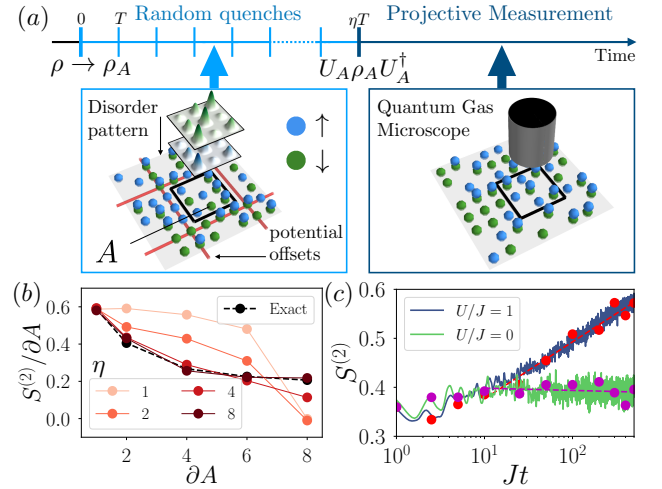 (a)
Random quenches
Projective Measurement
0
T
ηT
Time
ρ → ρ_A
U_A ρ_A U_A^†
Disorder
pattern
↑
↓
A
potential
offsets
Quantum Gas
Microscope
(b)
S^(2)/∂A
0.6
0.4
0.2
0.0
Exact
η
1
4
2
8
2
4
6
8
∂A
(c)
S^(2)
0.6
0.5
0.4
0.3
U/J = 1
U/J = 0
10^0
10^1
10^2
Jt